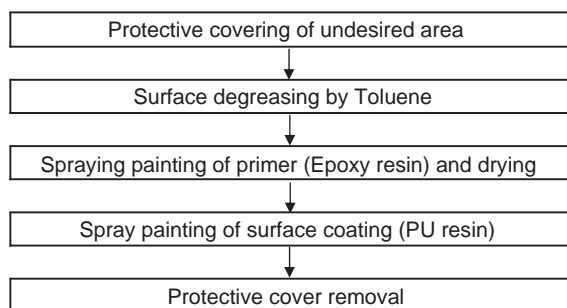 Protective covering of undesired area
Surface degreasing by Toluene
Spraying painting of primer (Epoxy resin) and drying
Spray painting of surface coating (PU resin)
Protective cover removal